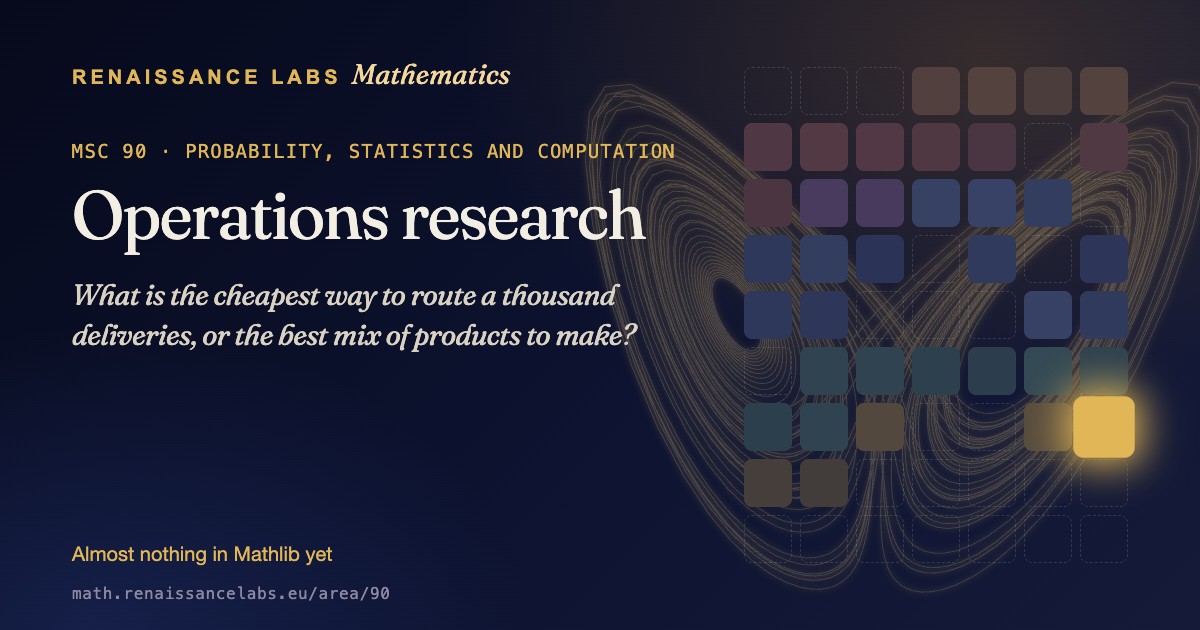 RENAISSANCE LABS Mathematics
MSC 90 · PROBABILITY, STATISTICS AND COMPUTATION
Operations research
What is the cheapest way to route a thousand
deliveries, or the best mix of products to make?
Almost nothing in Mathlib yet
math.renaissancelabs.eu/area/90